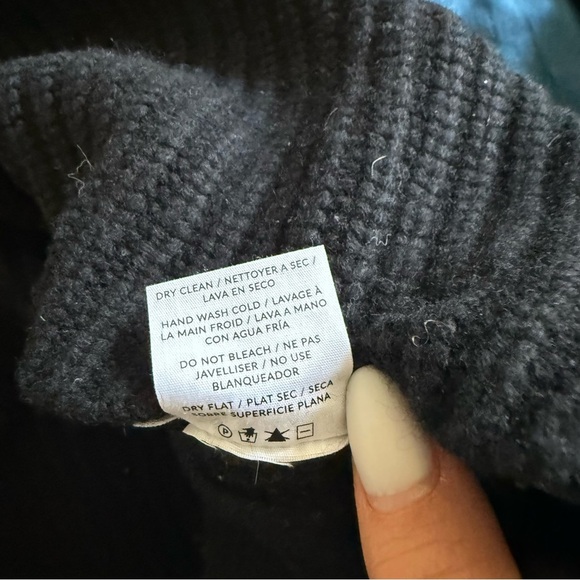 DRY CLEAN / NETTOYER A SEC /
LAVA EN SECO
HAND WASH COLD / LAVAGE À
LA MAIN FROID / LAVA A MANO
CON AGUA FRÍA
DO NOT BLEACH / NE PAS
JAVELLISER / NO USE
BLANQUEADOR
DRY FLAT / PLAT SEC / SECA
SOBRE SUPERFICIE PLANA
P